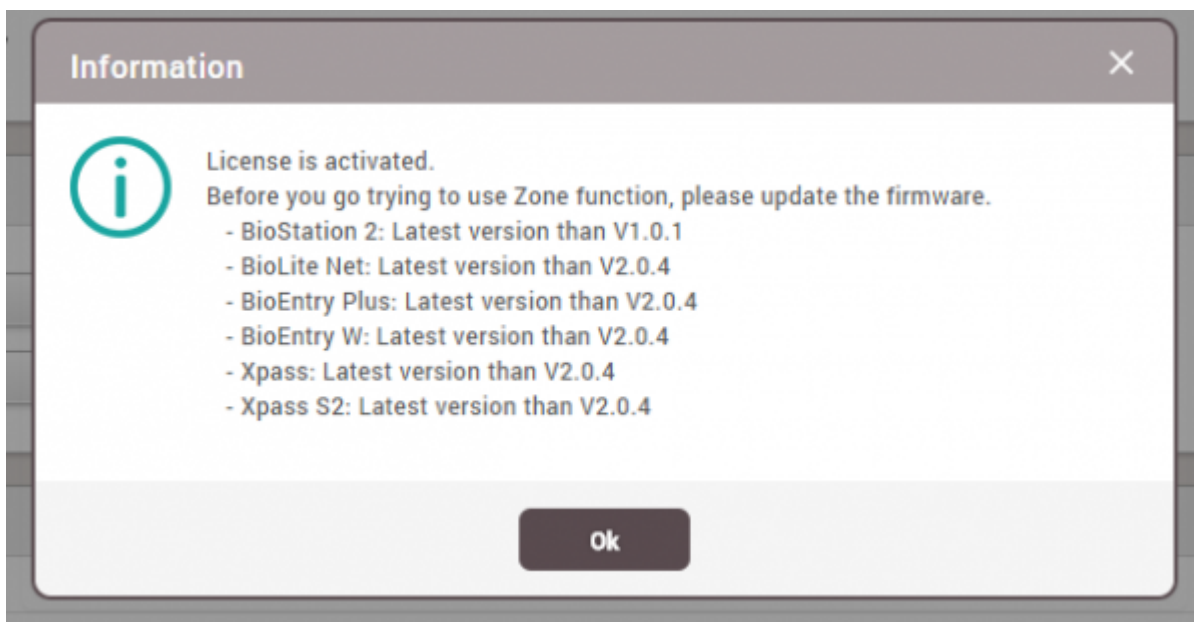 Information
License is activated.
Before you go trying to use Zone function, please update the firmware.
- BioStation 2: Latest version than V1.0.1
- BioLite Net: Latest version than V2.0.4
- BioEntry Plus: Latest version than V2.0.4
- BioEntry W: Latest version than V2.0.4
- Xpass: Latest version than V2.0.4
- Xpass S2: Latest version than V2.0.4
Ok